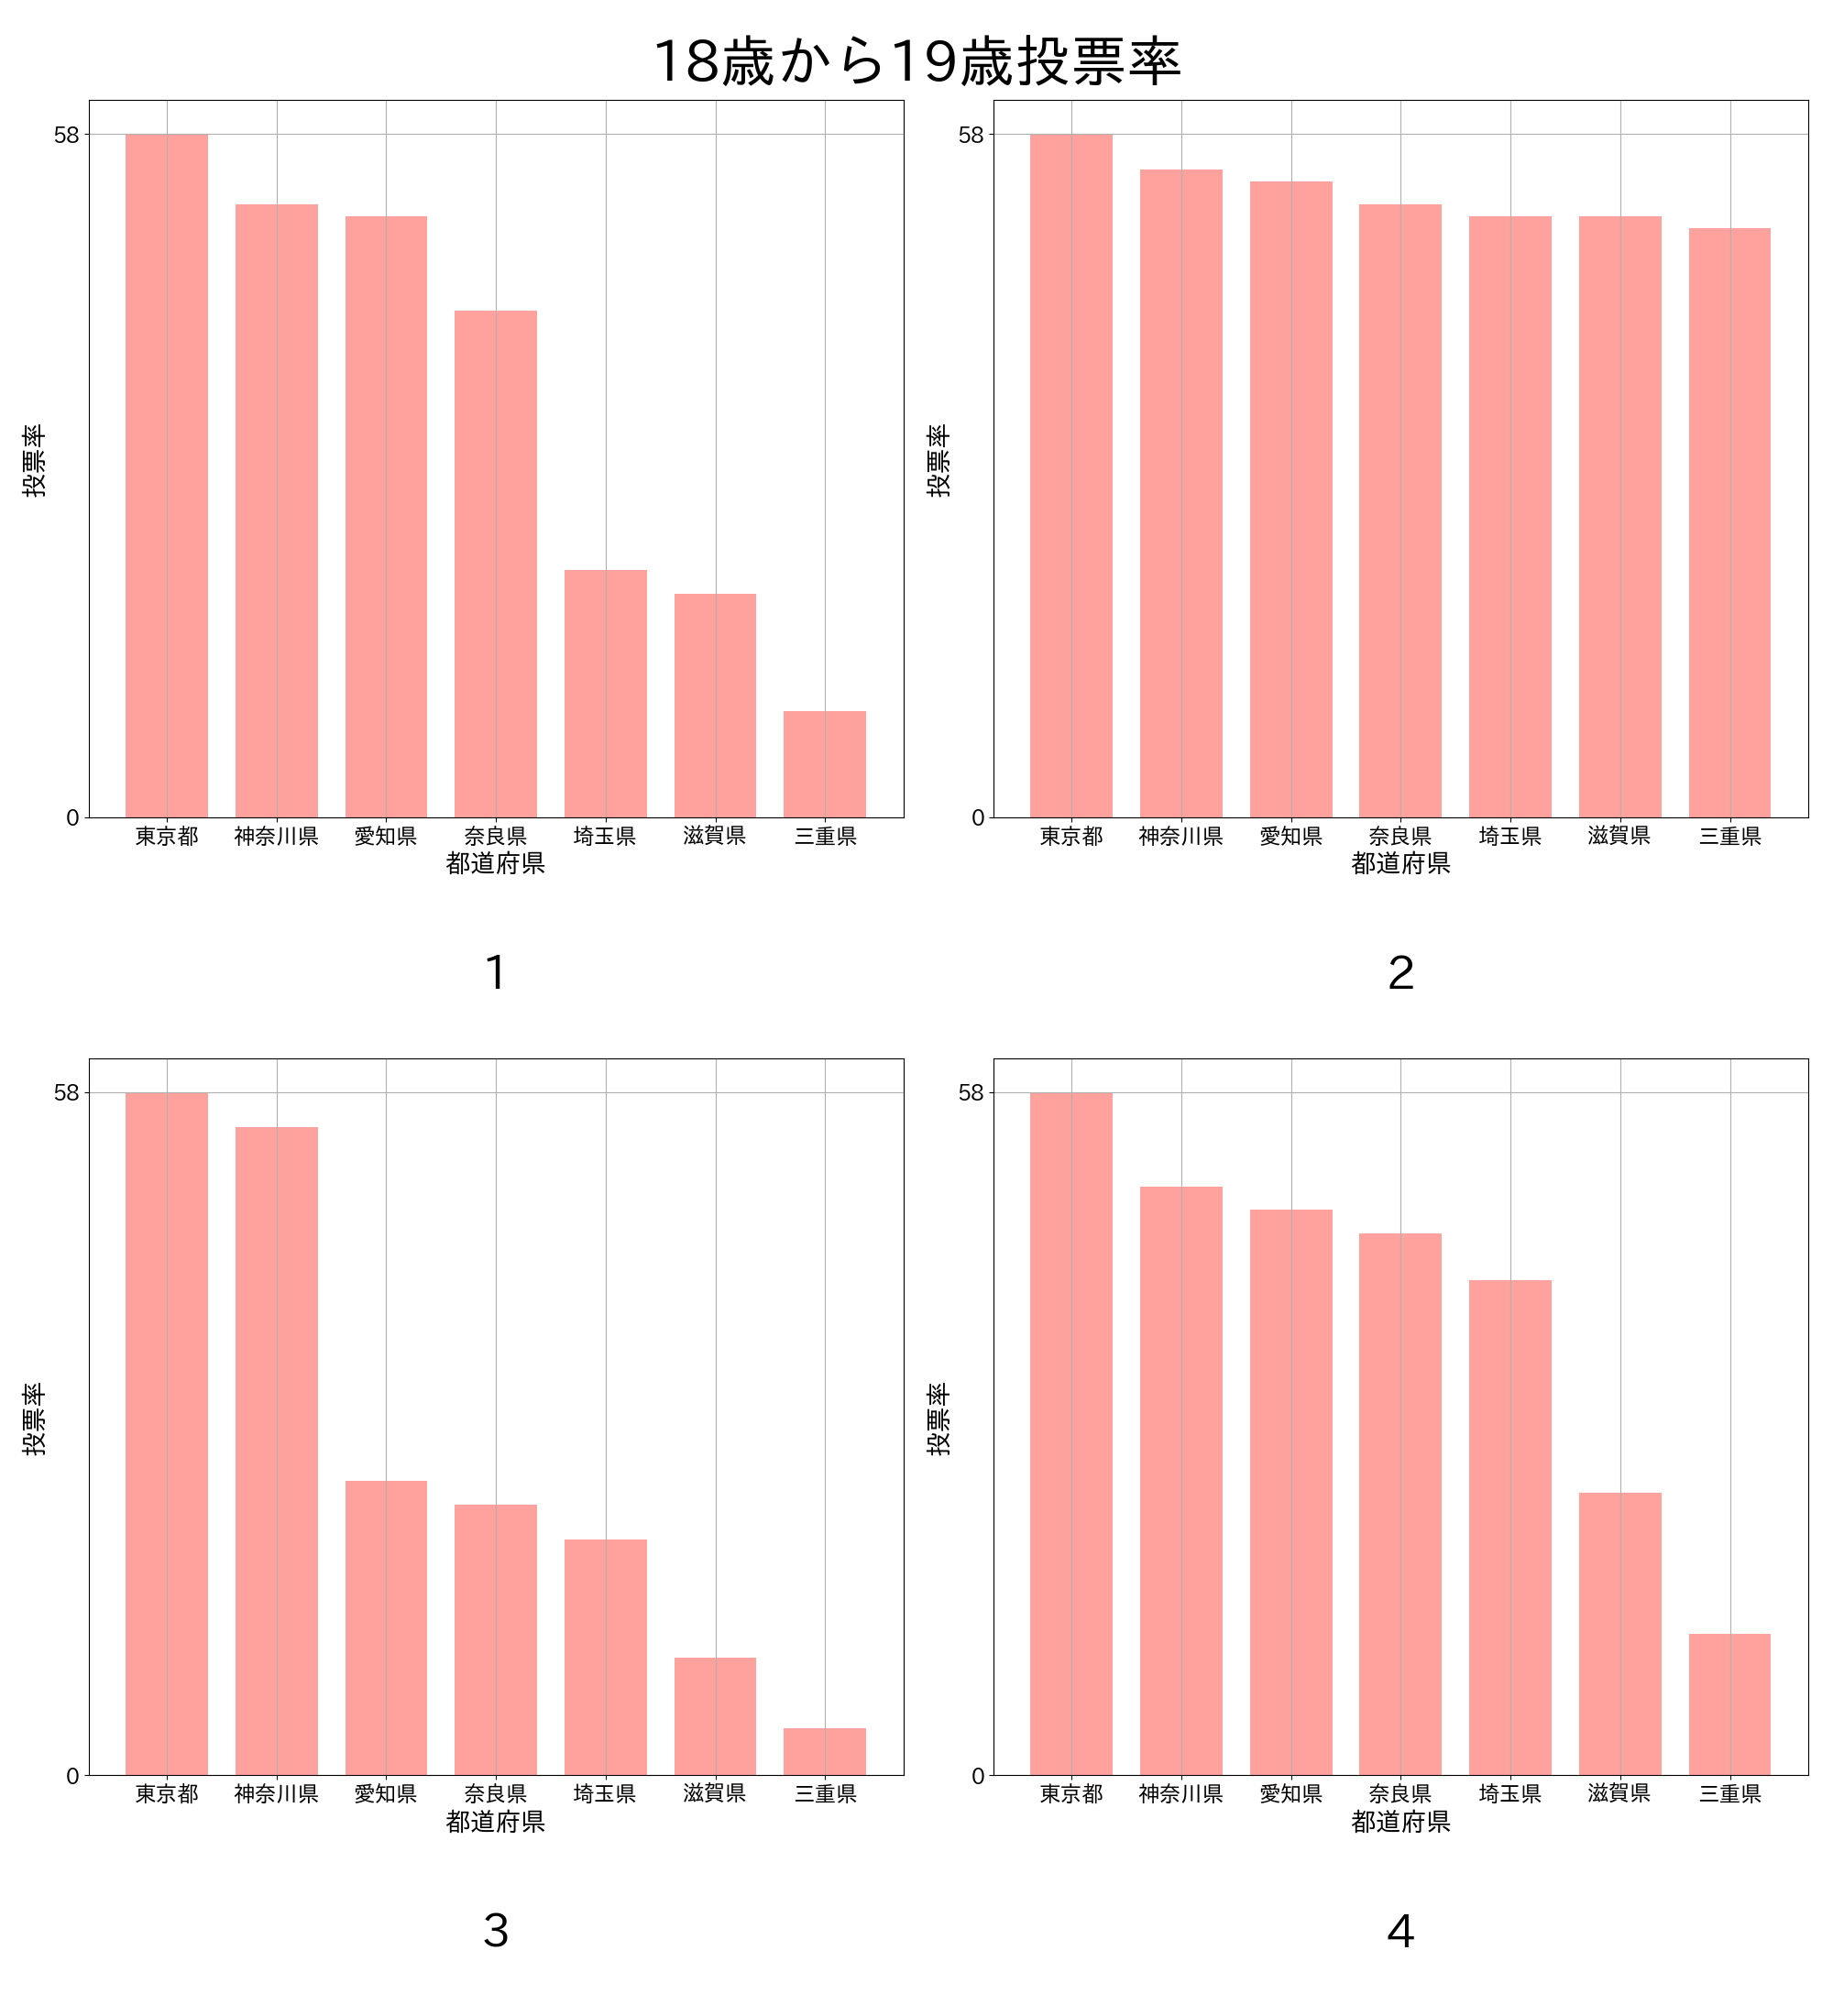 18歳から19歳投票率
58
0
投票率
東京都 神奈川県 愛知県 奈良県 埼玉県 滋賀県 三重県
都道府県
1
58
0
投票率
東京都 神奈川県 愛知県 奈良県 埼玉県 滋賀県 三重県
都道府県
2
58
0
投票率
東京都 神奈川県 愛知県 奈良県 埼玉県 滋賀県 三重県
都道府県
3
58
0
投票率
東京都 神奈川県 愛知県 奈良県 埼玉県 滋賀県 三重県
都道府県
4